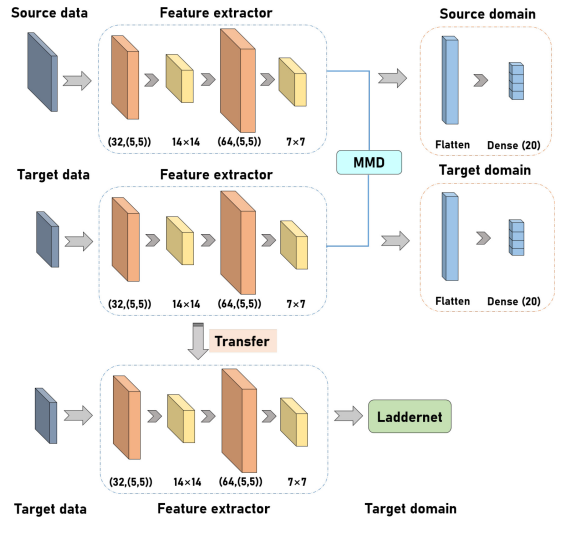 Source data
Feature extractor
Source domain
(32,(5,5))
14×14
(64,(5,5))
7×7
Flatten
Dense (20)
MMD
Target data
Feature extractor
Target domain
(32,(5,5))
14×14
(64,(5,5))
7×7
Flatten
Dense (20)
Transfer
Laddernet
(32,(5,5))
14×14
(64,(5,5))
7×7
Target data
Feature extractor
Target domain